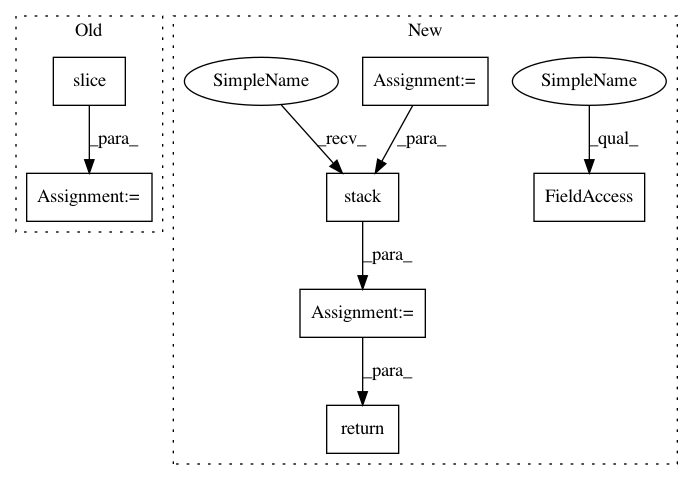 Old
New
slice
SimpleName
Assignment:=
SimpleName
_para_
_recv_
_para_
_qual_
Assignment:=
stack
FieldAccess
_para_
Assignment:=
_para_
return